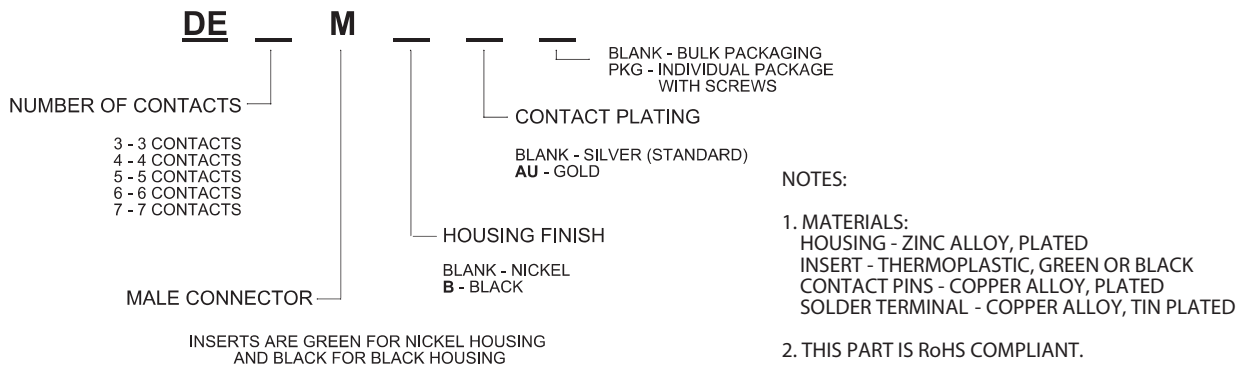 DE __ M __ __ __
BLANK - BULK PACKAGING
PKG - INDIVIDUAL PACKAGE
WITH SCREWS
NUMBER OF CONTACTS
3 - 3 CONTACTS
4 - 4 CONTACTS
5 - 5 CONTACTS
6 - 6 CONTACTS
7 - 7 CONTACTS
CONTACT PLATING
BLANK - SILVER (STANDARD)
AU - GOLD
HOUSING FINISH
BLANK - NICKEL
B - BLACK
MALE CONNECTOR
INSERTS ARE GREEN FOR NICKEL HOUSING
AND BLACK FOR BLACK HOUSING
NOTES:
1. MATERIALS:
HOUSING - ZINC ALLOY, PLATED
INSERT - THERMOPLASTIC, GREEN OR BLACK
CONTACT PINS - COPPER ALLOY, PLATED
SOLDER TERMINAL - COPPER ALLOY, TIN PLATED
2. THIS PART IS RoHS COMPLIANT.